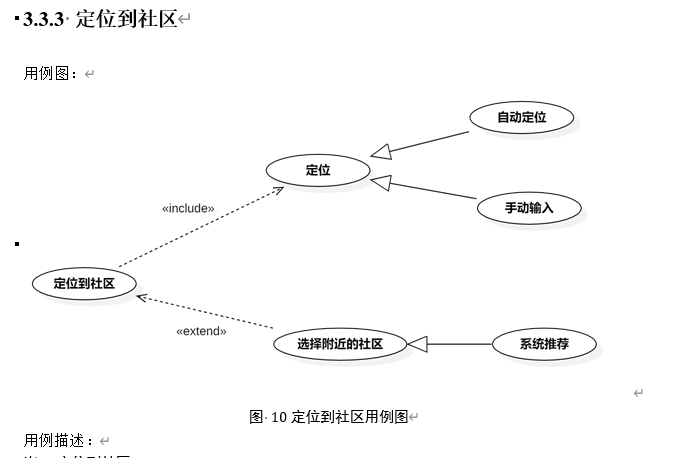 3.3.3 定位到社区
用例图：
自动定位
定位
手动输入
«include»
定位到社区
«extend»
选择附近的社区
系统推荐
图 10 定位到社区用例图
用例描述：